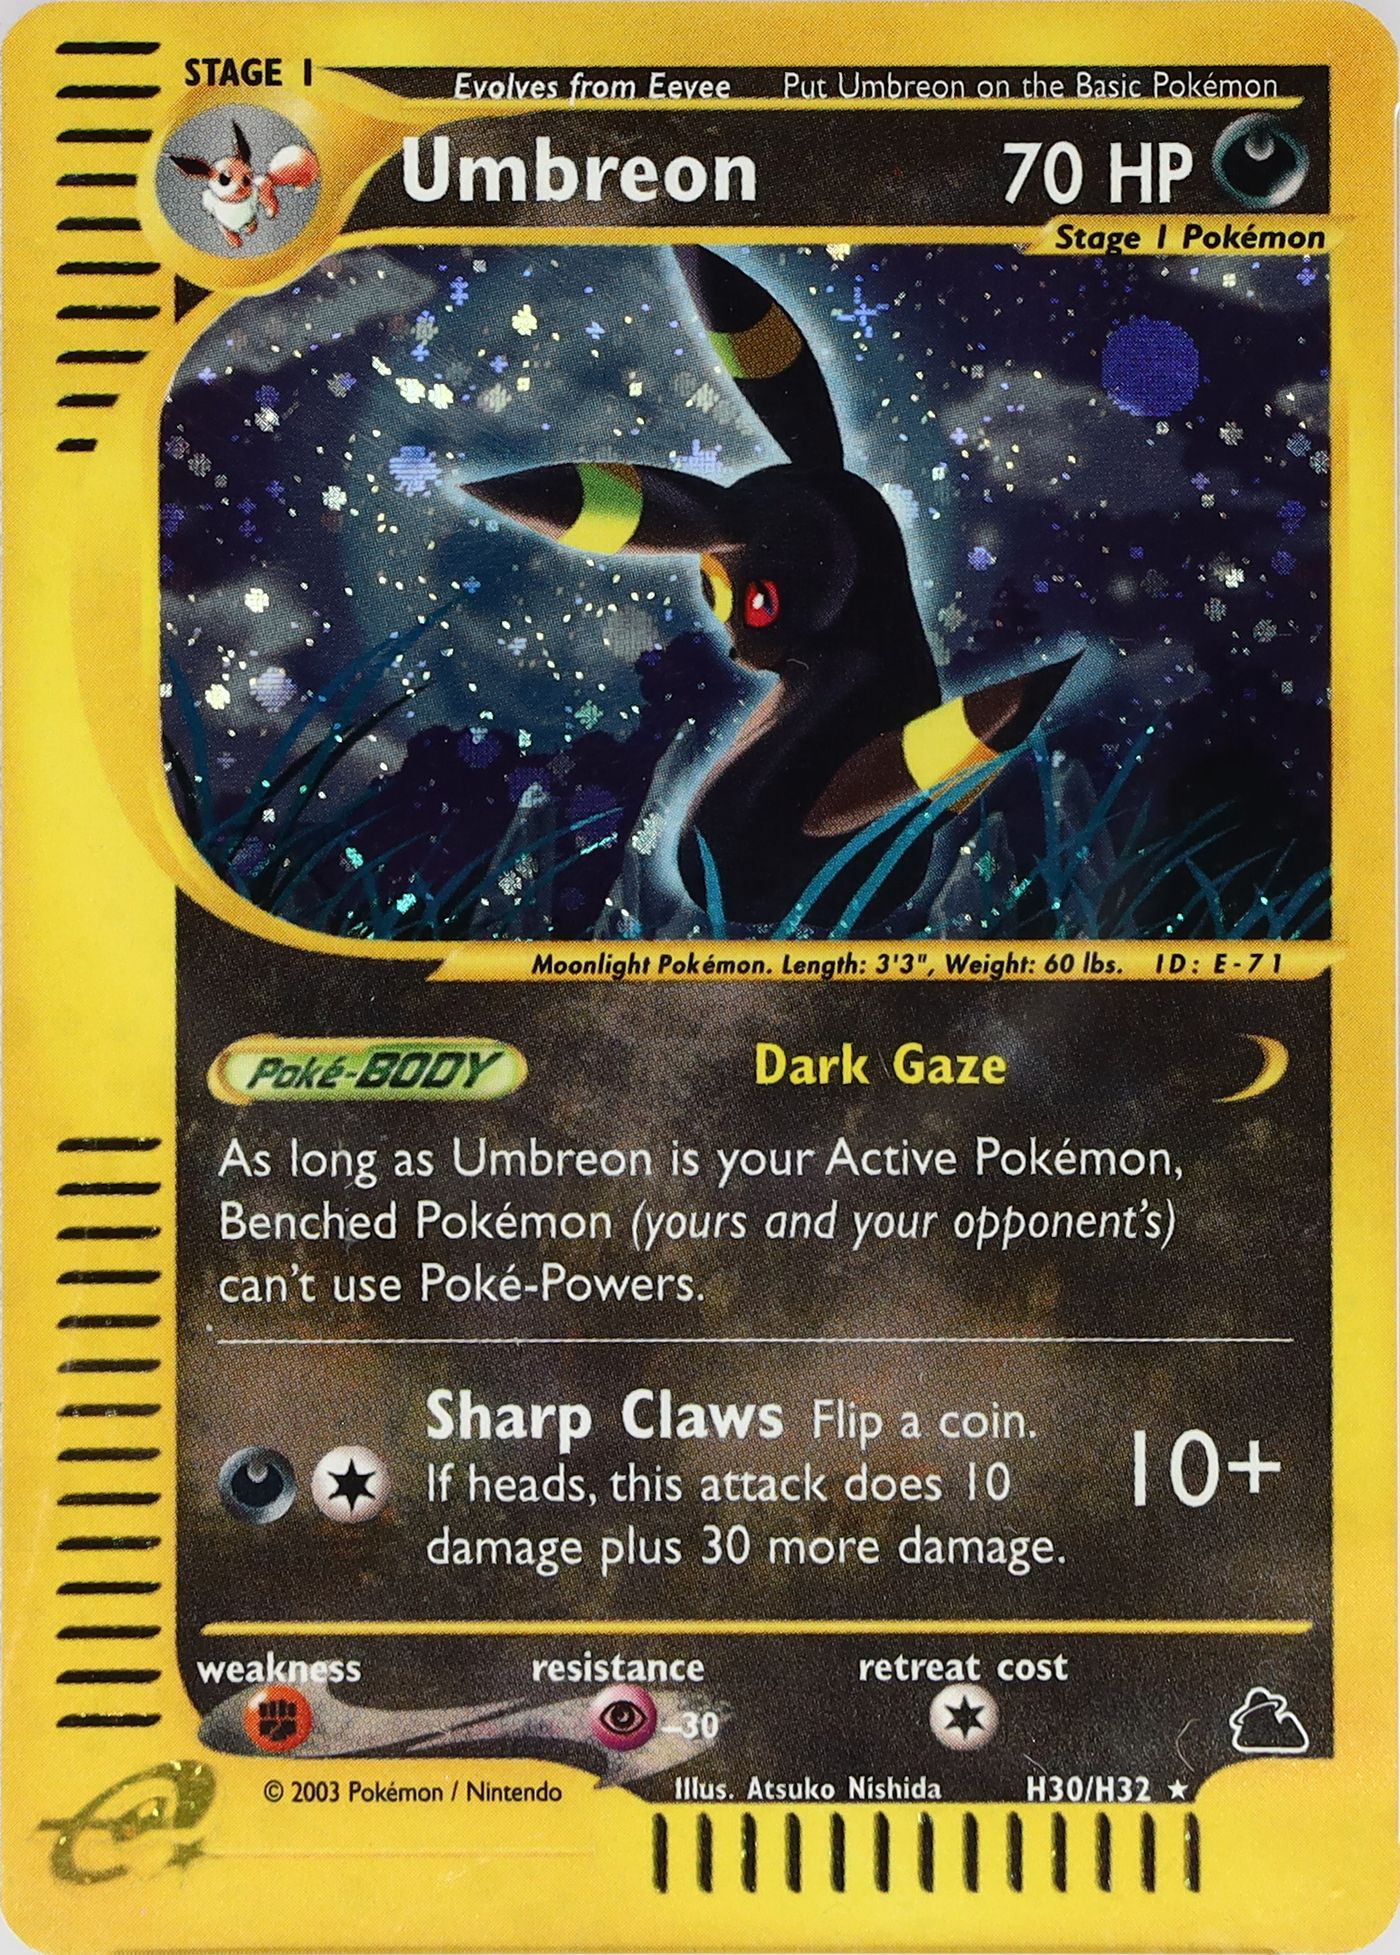 STAGE 1
Evolves from Eevee Put Umbreon on the Basic Pokémon
Umbreon 70 HP
Stage 1 Pokémon
Moonlight Pokémon. Length: 3'3", Weight: 60 lbs. ID: E-71
Poké-BODY Dark Gaze
As long as Umbreon is your Active Pokémon,
Benched Pokémon (yours and your opponent's)
can't use Poké-Powers.
Sharp Claws Flip a coin.
If heads, this attack does 10
damage plus 30 more damage.
10+
weakness resistance retreat cost
-30
© 2003 Pokémon / Nintendo Illus. Atsuko Nishida H30/H32 ★
e